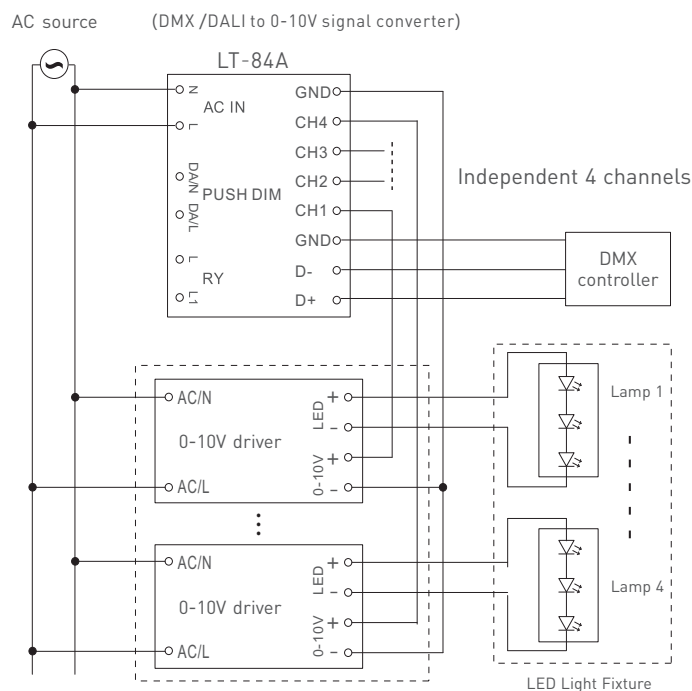 AC source
(DMX /DALI to 0-10V signal converter)
LT-84A
N
AC IN
L
DA/N
PUSH DIM
DA/L
L
RY
L1
GND
CH4
CH3
CH2
CH1
GND
D-
D+
Independent 4 channels
DMX
controller
AC/N
0-10V driver
AC/L
LED
+
-
0-10V
+
-
Lamp 1
AC/N
0-10V driver
AC/L
LED
+
-
0-10V
+
-
Lamp 4
LED Light Fixture